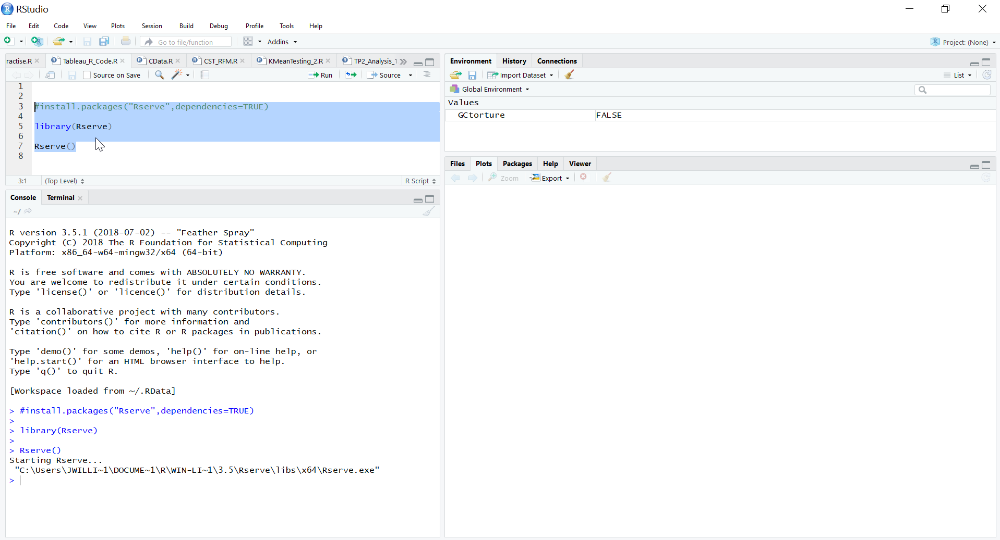 RStudio
File Edit Code View Plots Session Build Debug Profile Tools Help
Go to file/function Addins Project: (None)
ractise.R Tableau_R_Code.R CData.R CST_RFM.R KMeanTesting_2.R TP2_Analysis_1
Source on Save Run Source
1
2
3 #install.packages("Rserve",dependencies=TRUE)
4
5 library(Rserve)
6
7 Rserve()
8
3:1 (Top Level) R Script
Console Terminal
~/
R version 3.5.1 (2018-07-02) -- "Feather Spray"
Copyright (C) 2018 The R Foundation for Statistical Computing
Platform: x86_64-w64-mingw32/x64 (64-bit)
R is free software and comes with ABSOLUTELY NO WARRANTY.
You are welcome to redistribute it under certain conditions.
Type 'license()' or 'licence()' for distribution details.
R is a collaborative project with many contributors.
Type 'contributors()' for more information and
'citation()' on how to cite R or R packages in publications.
Type 'demo()' for some demos, 'help()' for on-line help, or
'help.start()' for an HTML browser interface to help.
Type 'q()' to quit R.
[Workspace loaded from ~/.RData]
> #install.packages("Rserve",dependencies=TRUE)
>
> library(Rserve)
>
> Rserve()
Starting Rserve...
"C:\Users\JWILLI~1\DOCUME~1\R\WIN-LI~1\3.5\Rserve\libs\x64\Rserve.exe"
>
Environment History Connections
Import Dataset List
Global Environment
Values
GCtorture FALSE
Files Plots Packages Help Viewer
Zoom Export